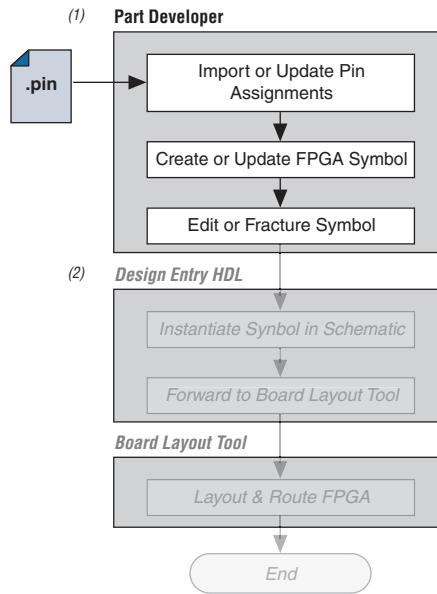 (1) Part Developer
.pin
Import or Update Pin
Assignments
Create or Update FPGA Symbol
Edit or Fracture Symbol
(2) Design Entry HDL
Instantiate Synbol in Schematic
Forward to Board Layout Tool
Board Layout Tool
Layout & Route FPGA
End